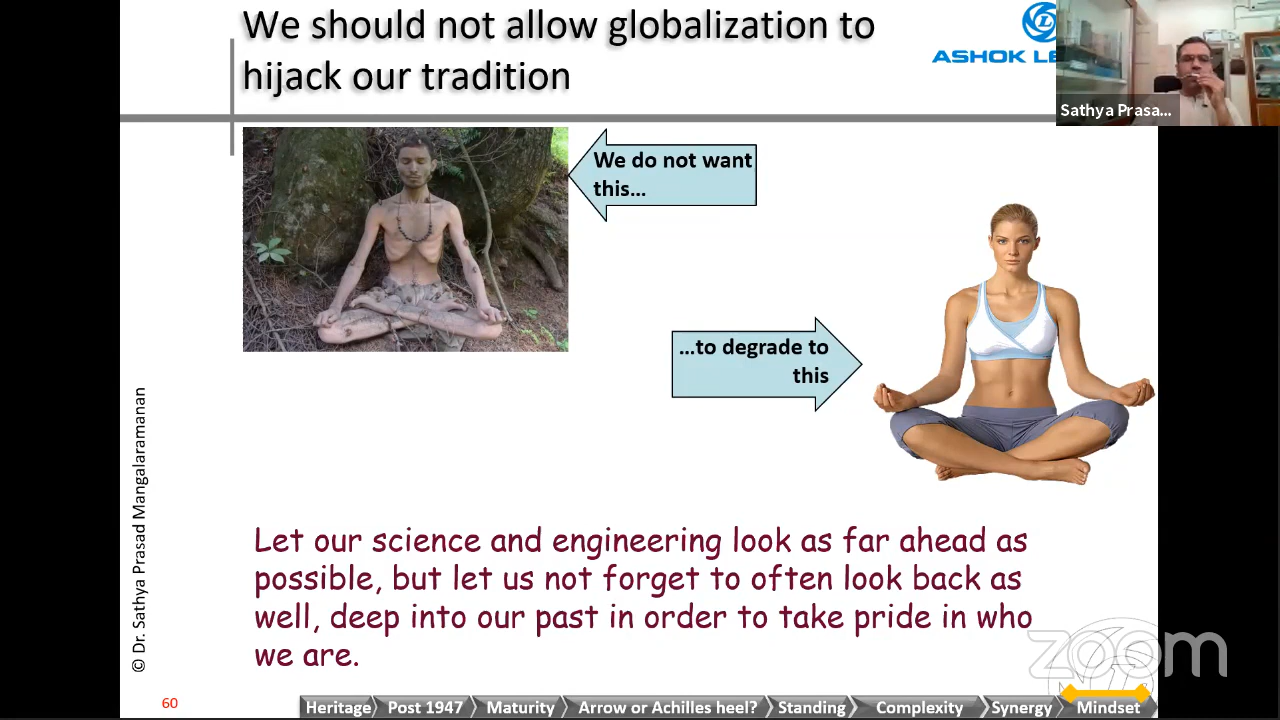 We should not allow globalization to
hijack our tradition
ASHOK LE
Sathya Prasa...
We do not want
this...
...to degrade to
this
© Dr. Sathya Prasad Mangalaramanan
Let our science and engineering look as far ahead as
possible, but let us not forget to often look back as
well, deep into our past in order to take pride in who
we are.
zoom
60
Heritage
Post 1947
Maturity
Arrow or Achilles heel?
Standing
Complexity
Synergy
Mindset